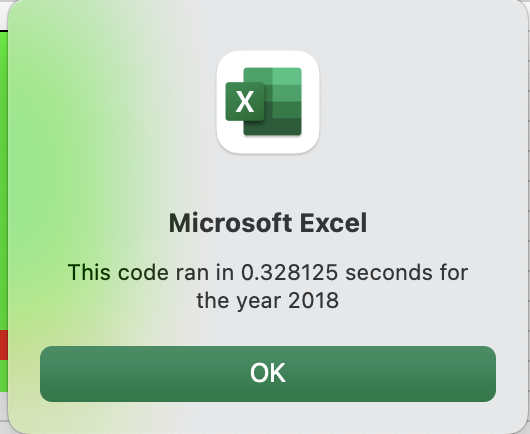 X
Microsoft Excel
This code ran in 0.328125 seconds for
the year 2018
OK